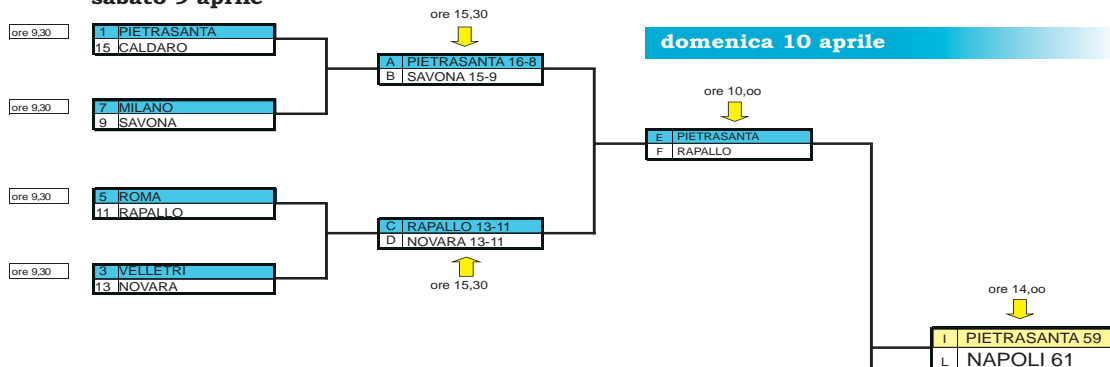 sabato 9 aprile
ore 15,30
ore 9,30
1 PIETRASANTA
15 CALDARO
domenica 10 aprile
A PIETRASANTA 16-8
B SAVONA 15-9
ore 10,oo
ore 9,30
7 MILANO
9 SAVONA
E PIETRASANTA
F RAPALLO
ore 9,30
5 ROMA
11 RAPALLO
C RAPALLO 13-11
D NOVARA 13-11
ore 9,30
3 VELLETRI
13 NOVARA
ore 15,30
ore 14,oo
I PIETRASANTA 59
L NAPOLI 61